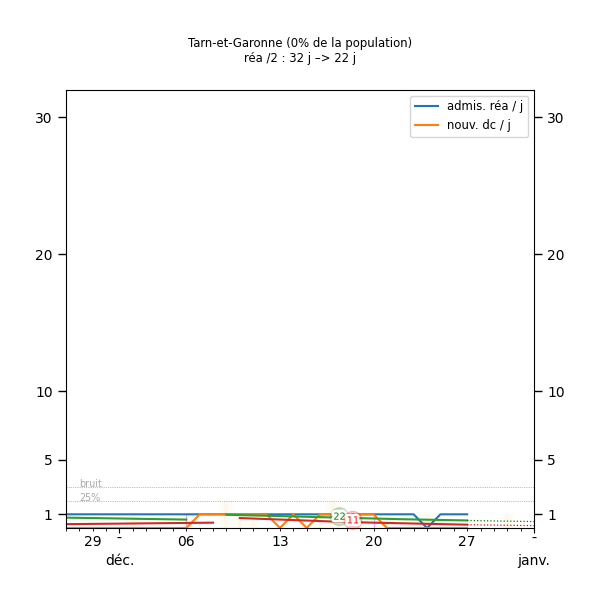 Tarn-et-Garonne (0% de la population)
réa /2 : 32 j –> 22 j
admis. réa / j
nouv. dc / j
30 30
20 20
10 10
5 5
bruit
25%
22
11
1 1
29 - 06 13 20 27 -
déc. janv.